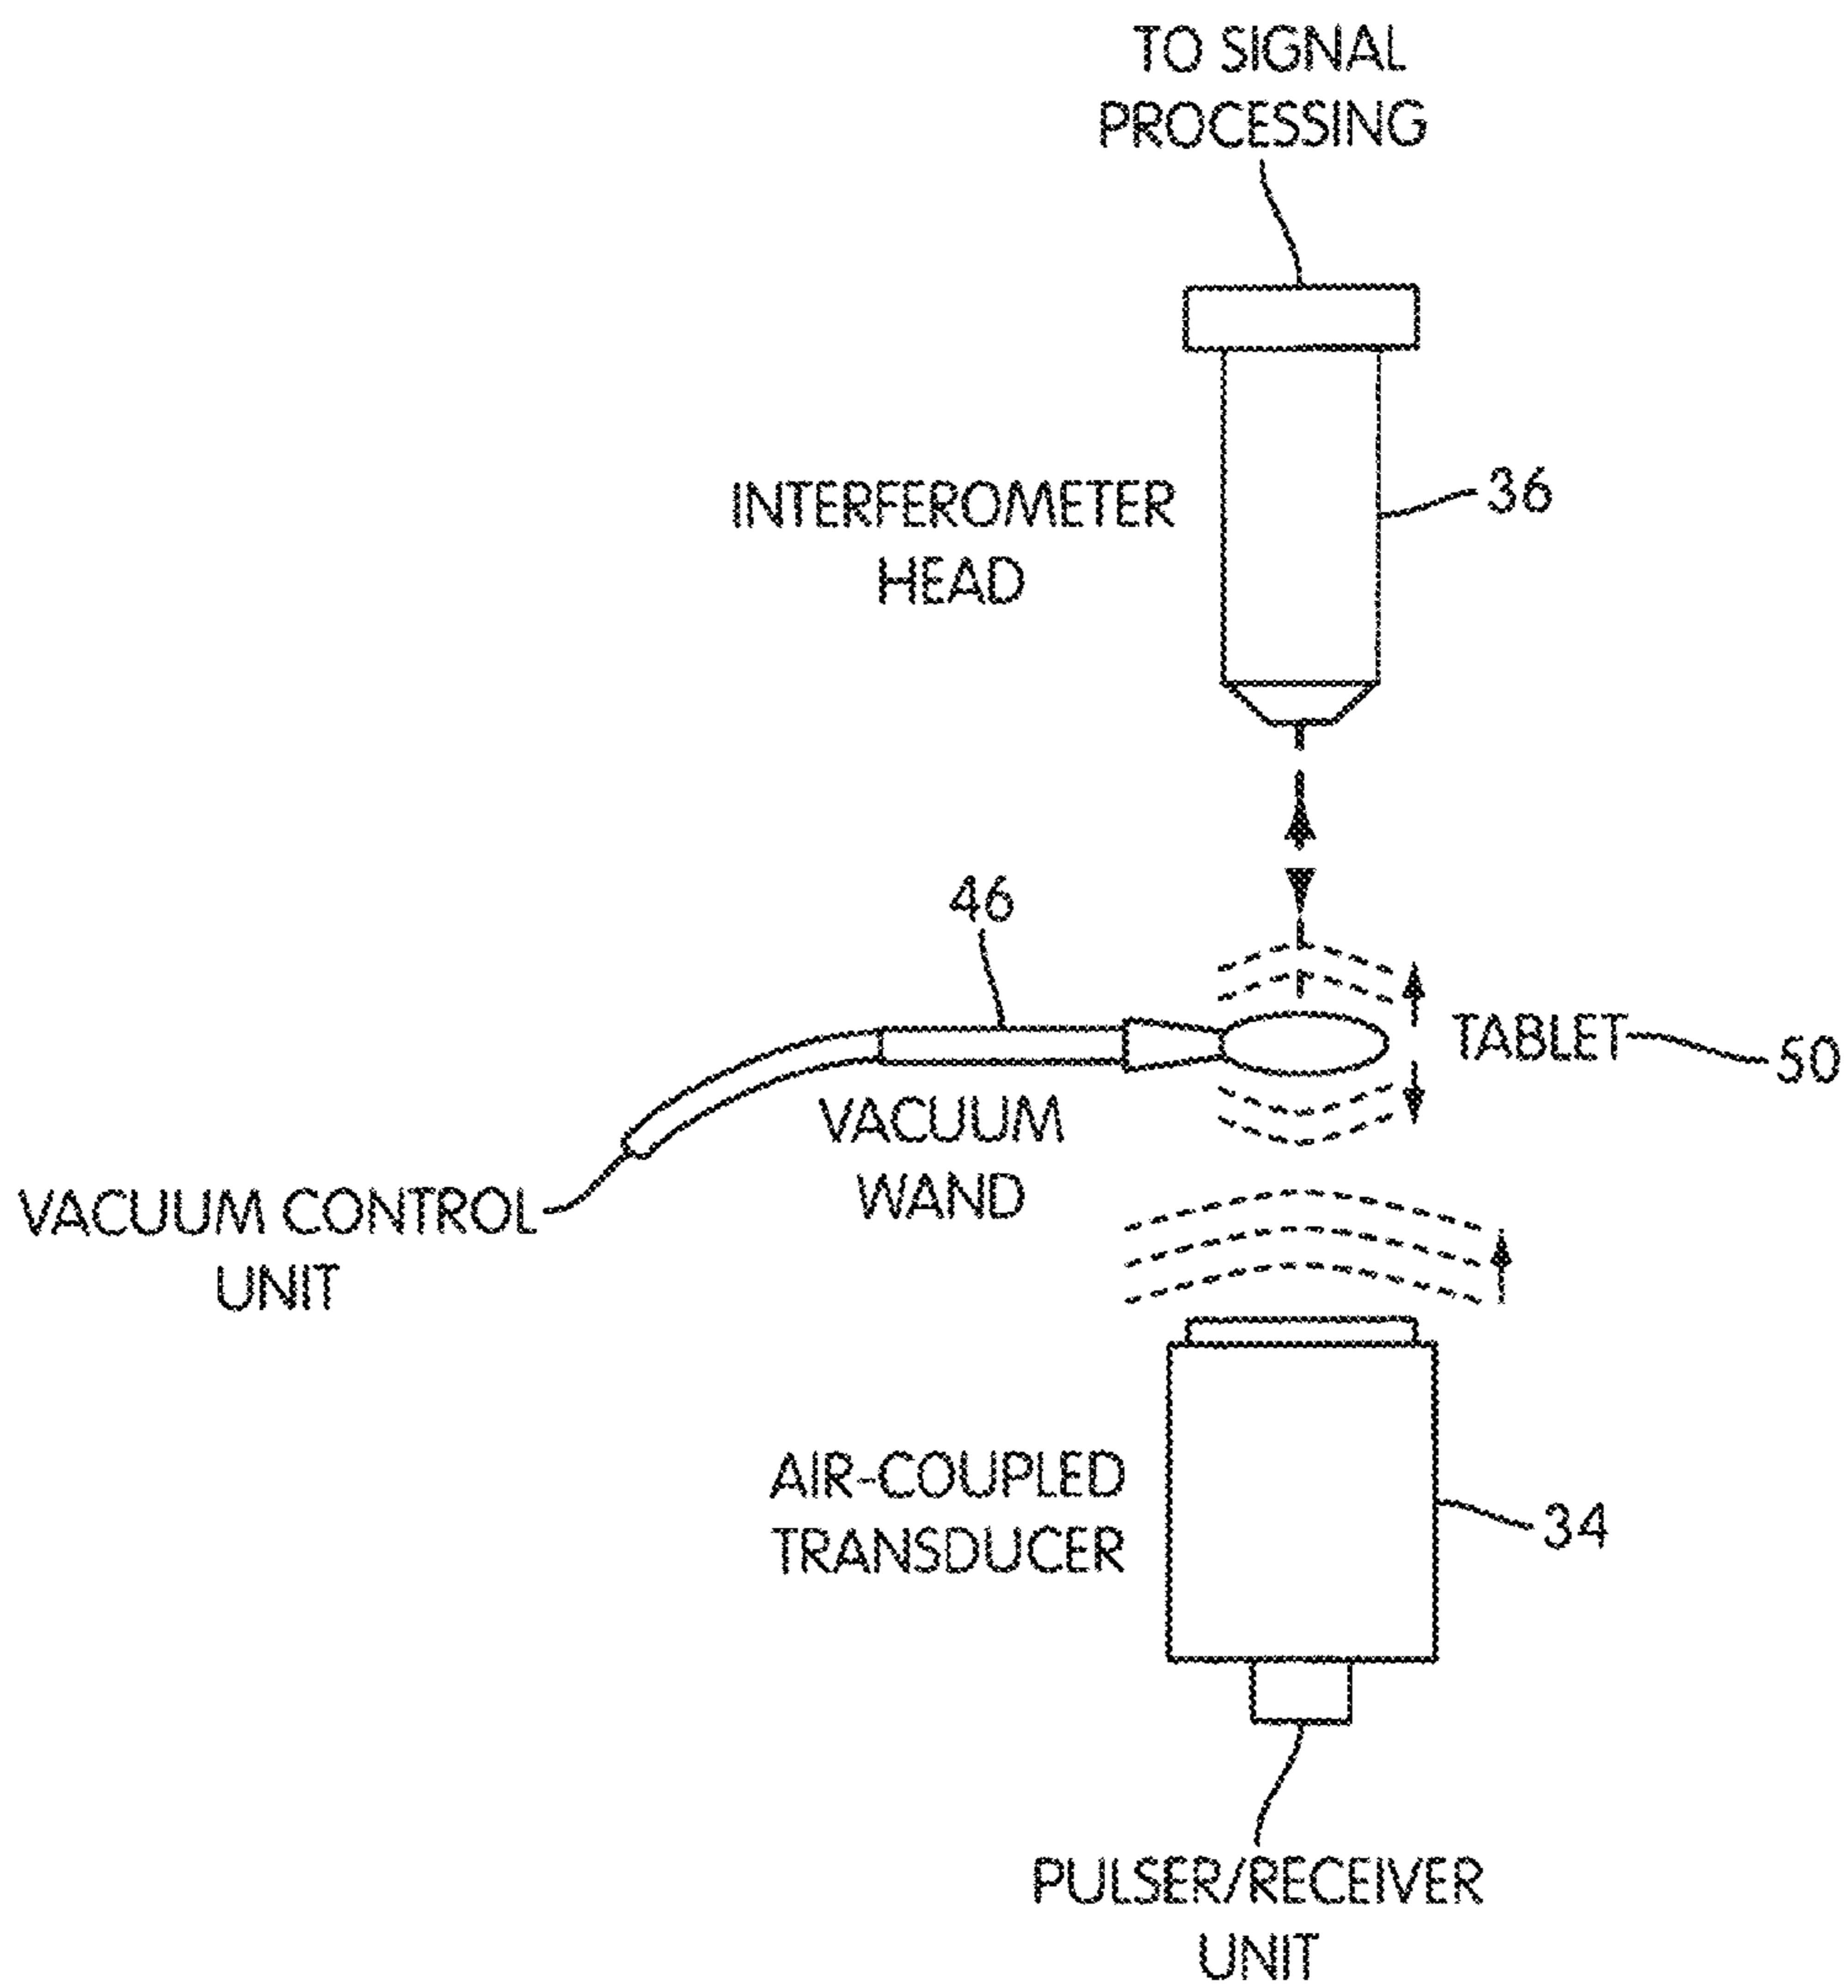 TO SIGNAL
PROCESSING
INTERFEROMETER
HEAD
36
46
TABLET
50
VACUUM
WAND
VACUUM CONTROL
UNIT
AIR-COUPLED
TRANSDUCER
34
PULSER/RECEIVER
UNIT